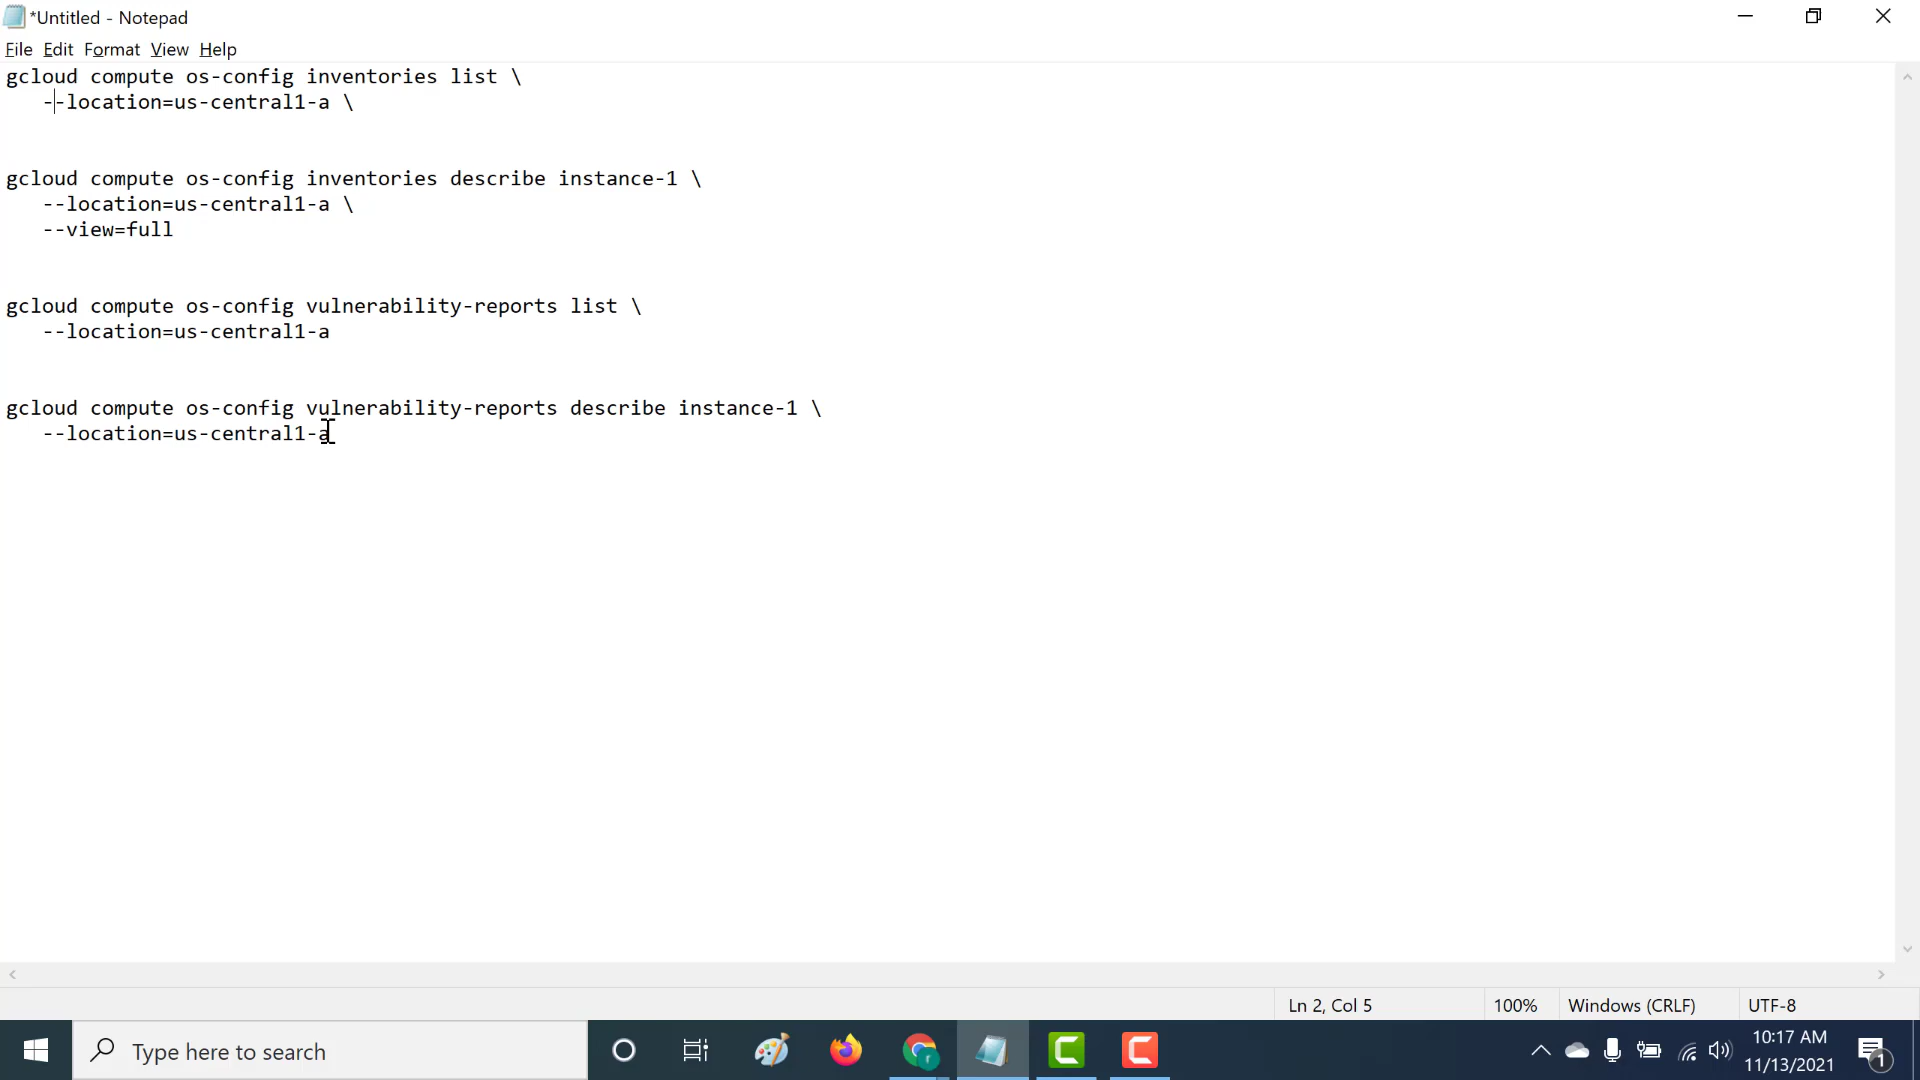 *Untitled - Notepad
File Edit Format View Help
gcloud compute os-config inventories list \
--location=us-central1-a \
gcloud compute os-config inventories describe instance-1 \
--location=us-central1-a \
--view=full
gcloud compute os-config vulnerability-reports list \
--location=us-central1-a
gcloud compute os-config vulnerability-reports describe instance-1 \
--location=us-central1-a
Ln 2, Col 5 100% Windows (CRLF) UTF-8
Type here to search
10:17 AM
11/13/2021
1